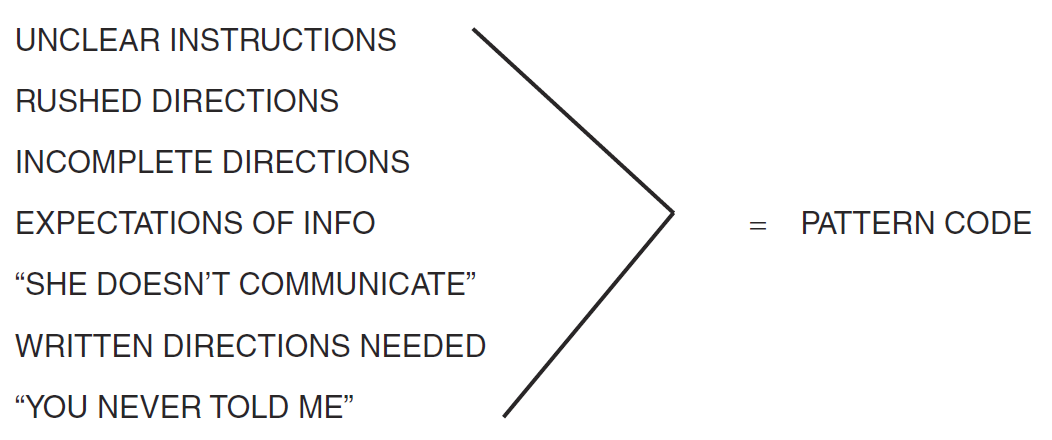 UNCLEAR INSTRUCTIONS
RUSHED DIRECTIONS
INCOMPLETE DIRECTIONS
EXPECTATIONS OF INFO
= PATTERN CODE
“SHE DOESN’T COMMUNICATE”
WRITTEN DIRECTIONS NEEDED
“YOU NEVER TOLD ME”